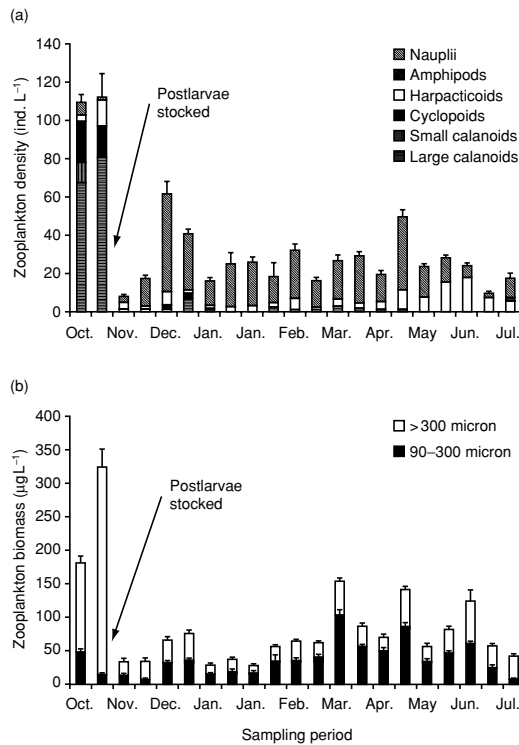 (a)
140
120
100
80
60
40
20
0
Zooplankton density (ind. L⁻¹)
Postlarvae
stocked
Nauplii
Amphipods
Harpacticoids
Cyclopoids
Small calanoids
Large calanoids
Oct. Nov. Dec. Jan. Jan. Feb. Mar. Apr. May Jun. Jul.
(b)
400
350
300
250
200
150
100
50
0
Zooplankton biomass (µg L⁻¹)
Postlarvae
stocked
>300 micron
90–300 micron
Oct. Nov. Dec. Jan. Jan. Feb. Mar. Apr. May Jun. Jul.
Sampling period